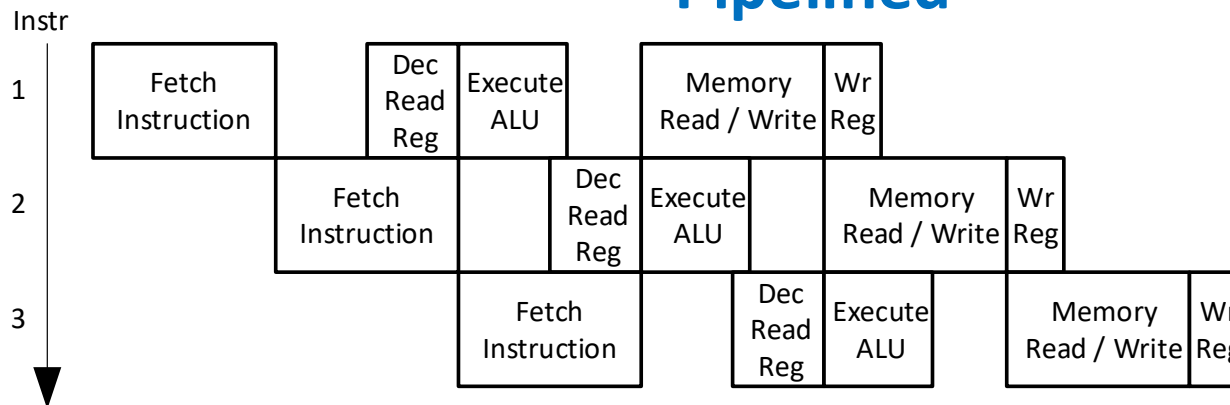 Pipelined
Instr
1
Fetch
Instruction
Dec
Read
Reg
Execute
ALU
Memory
Read / Write
Wr
Reg
2
Fetch
Instruction
Dec
Read
Reg
Execute
ALU
Memory
Read / Write
Wr
Reg
3
Fetch
Instruction
Dec
Read
Reg
Execute
ALU
Memory
Read / Write
Wr
Reg